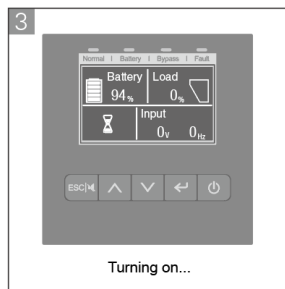 3
Normal | Battery | Bypass | Fault
Battery Load
94% 0%
Input
0V 0Hz
ESC
Turning on...